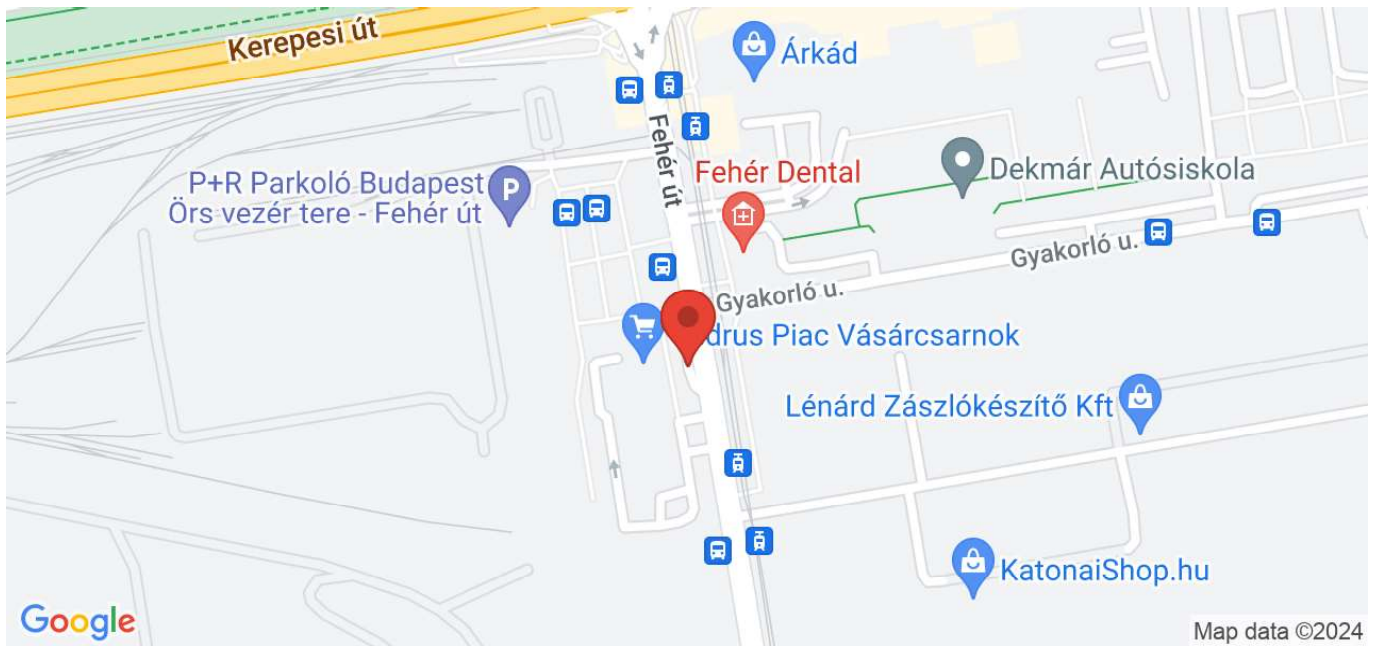 Kerepesi út
Árkád
Fehér út
P+R Parkoló Budapest
Örs vezér tere - Fehér út
P
Fehér Dental
Dekmár Autósiskola
Gyakorló u.
Gyakorló u.
Piac Vásárcsarnok
Lénárd Zászlókészítő Kft
KatonaiShop.hu
Google
Map data ©2024